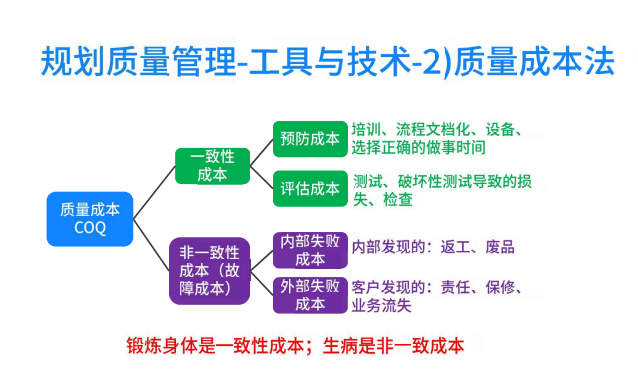 规划质量管理-工具与技术-2)质量成本法
质量成本
COQ
一致性
成本
预防成本
培训、流程文档化、设备、
选择正确的做事时间
评估成本
测试、破坏性测试导致的损
失、检查
非一致性
成本（故
障成本）
内部失败
成本
内部发现的：返工、废品
外部失败
成本
客户发现的：责任、保修、
业务流失
锻炼身体是一致性成本；生病是非一致成本